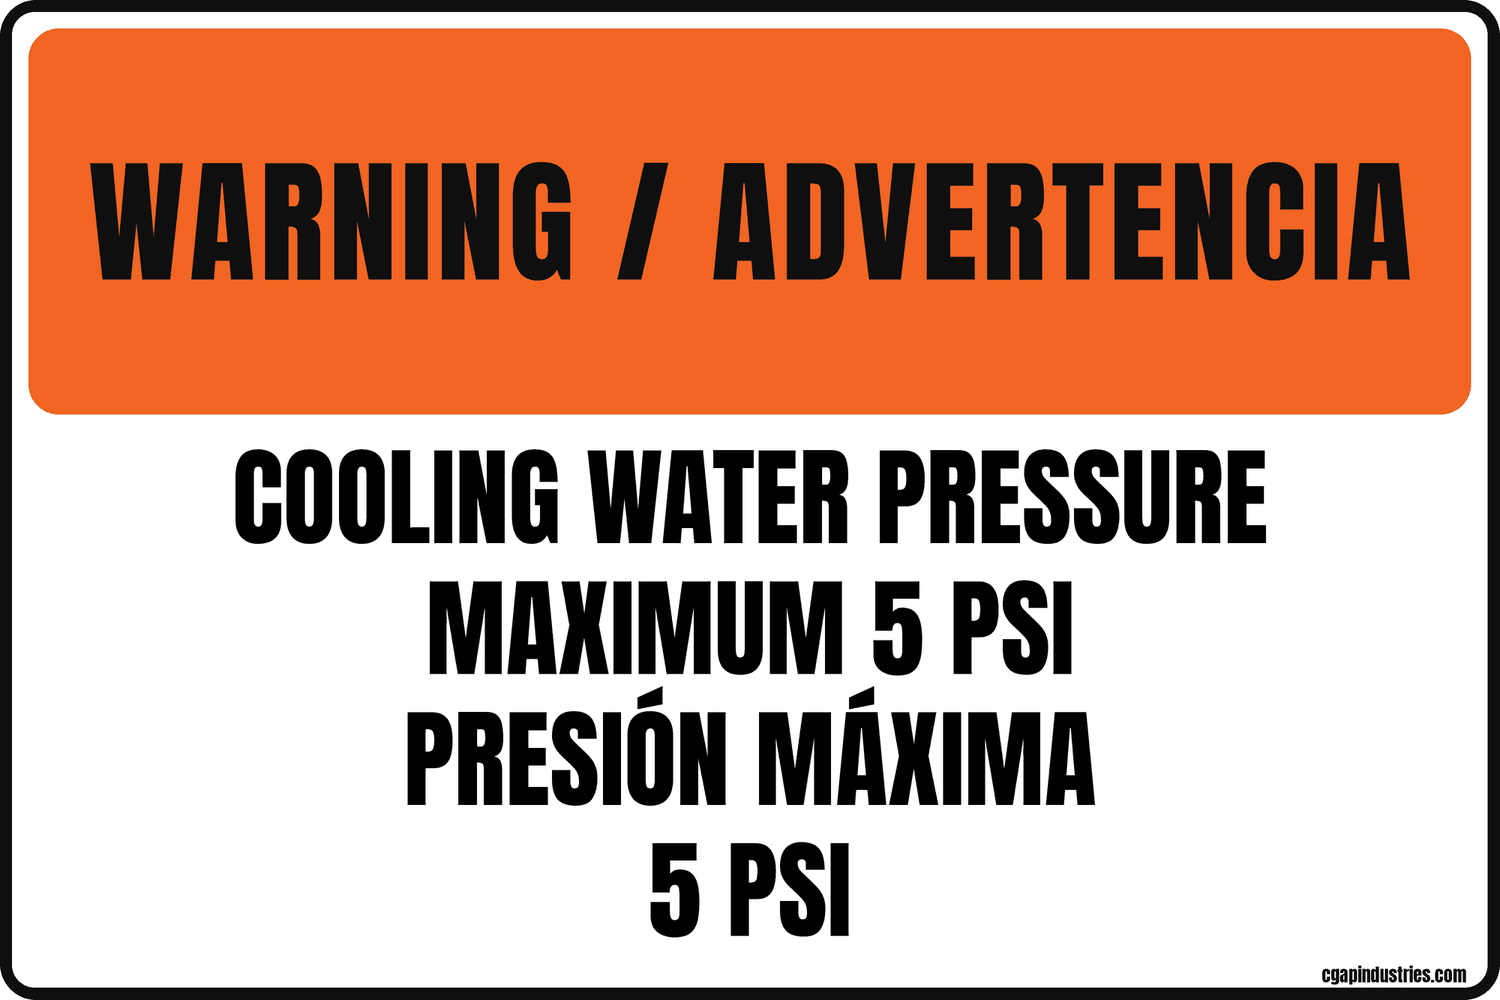 WARNING / ADVERTENCIA
COOLING WATER PRESSURE
MAXIMUM 5 PSI
PRESIÓN MÁXIMA
5 PSI
cgapindustries.com